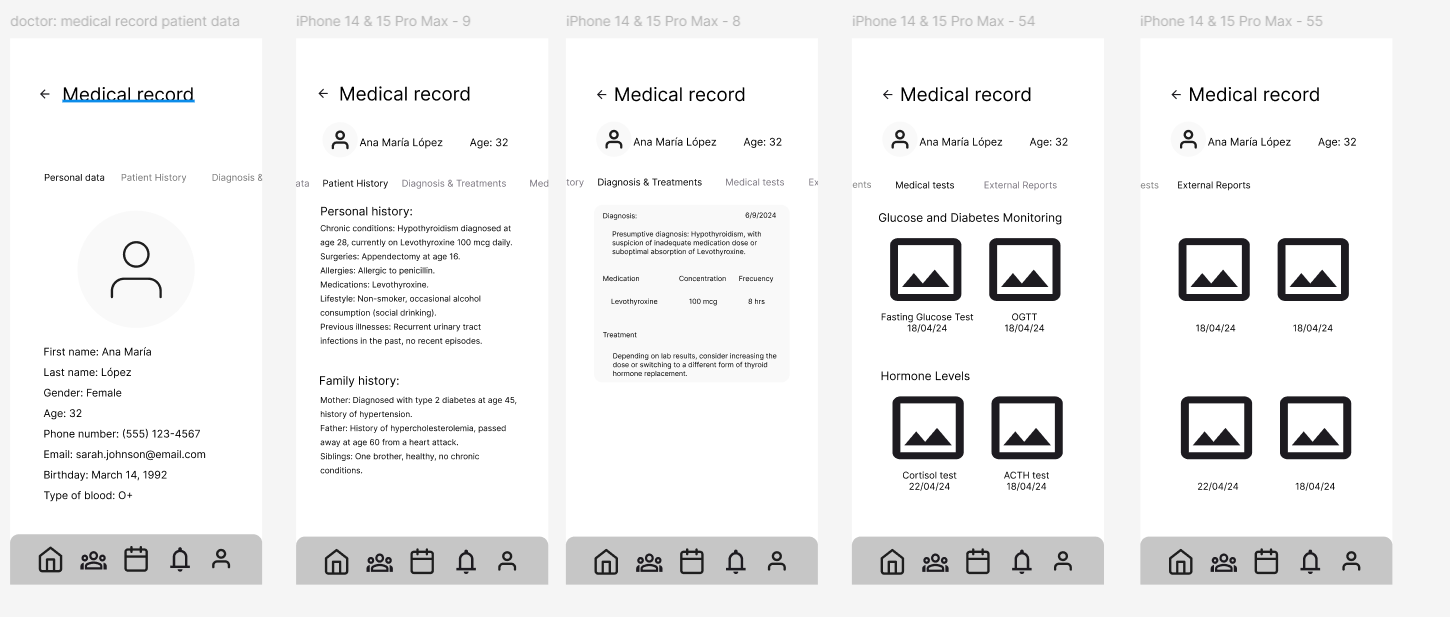 doctor: medical record patient data
Medical record
Personal data
Patient History
Diagnosis &
First name: Ana María
Last name: López
Gender: Female
Age: 32
Phone number: (555) 123-4567
Email: sarah.johnson@email.com
Birthday: March 14, 1992
Type of blood: O+
iPhone 14 & 15 Pro Max - 9
Medical record
Ana María López
Age: 32
ata
Patient History
Diagnosis & Treatments
Med
Personal history:
Chronic conditions: Hypothyroidism diagnosed at
age 28, currently on Levothyroxine 100 mcg daily.
Surgeries: Appendectomy at age 16.
Allergies: Allergic to penicillin.
Medications: Levothyroxine.
Lifestyle: Non-smoker, occasional alcohol
consumption (social drinking).
Previous illnesses: Recurrent urinary tract
infections in the past, no recent episodes.
Family history:
Mother: Diagnosed with type 2 diabetes at age 45,
history of hypertension.
Father: History of hypercholesterolemia, passed
away at age 60 from a heart attack.
Siblings: One brother, healthy, no chronic
conditions.
iPhone 14 & 15 Pro Max - 8
Medical record
Ana María López
Age: 32
tory
Diagnosis & Treatments
Medical tests
Ex
Diagnosis:
6/9/2024
Presumptive diagnosis: Hypothyroidism, with
suspicion of inadequate medication dose or
suboptimal absorption of Levothyroxine.
Medication
Concentration
Frecuency
Levothyroxine
100 mcg
8 hrs
Treatment
Depending on lab results, consider increasing the
dose or switching to a different form of thyroid
hormone replacement.
iPhone 14 & 15 Pro Max - 54
Medical record
Ana María López
Age: 32
ents
Medical tests
External Reports
Glucose and Diabetes Monitoring
Fasting Glucose Test
18/04/24
OGTT
18/04/24
Hormone Levels
Cortisol test
22/04/24
ACTH test
18/04/24
iPhone 14 & 15 Pro Max - 55
Medical record
Ana María López
Age: 32
ests
External Reports
18/04/24
18/04/24
22/04/24
18/04/24